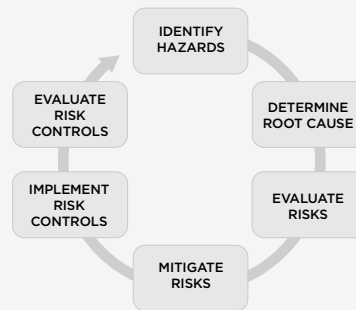 IDENTIFY
HAZARDS
DETERMINE
ROOT CAUSE
EVALUATE
RISKS
MITIGATE
RISKS
IMPLEMENT
RISK
CONTROLS
EVALUATE
RISK
CONTROLS